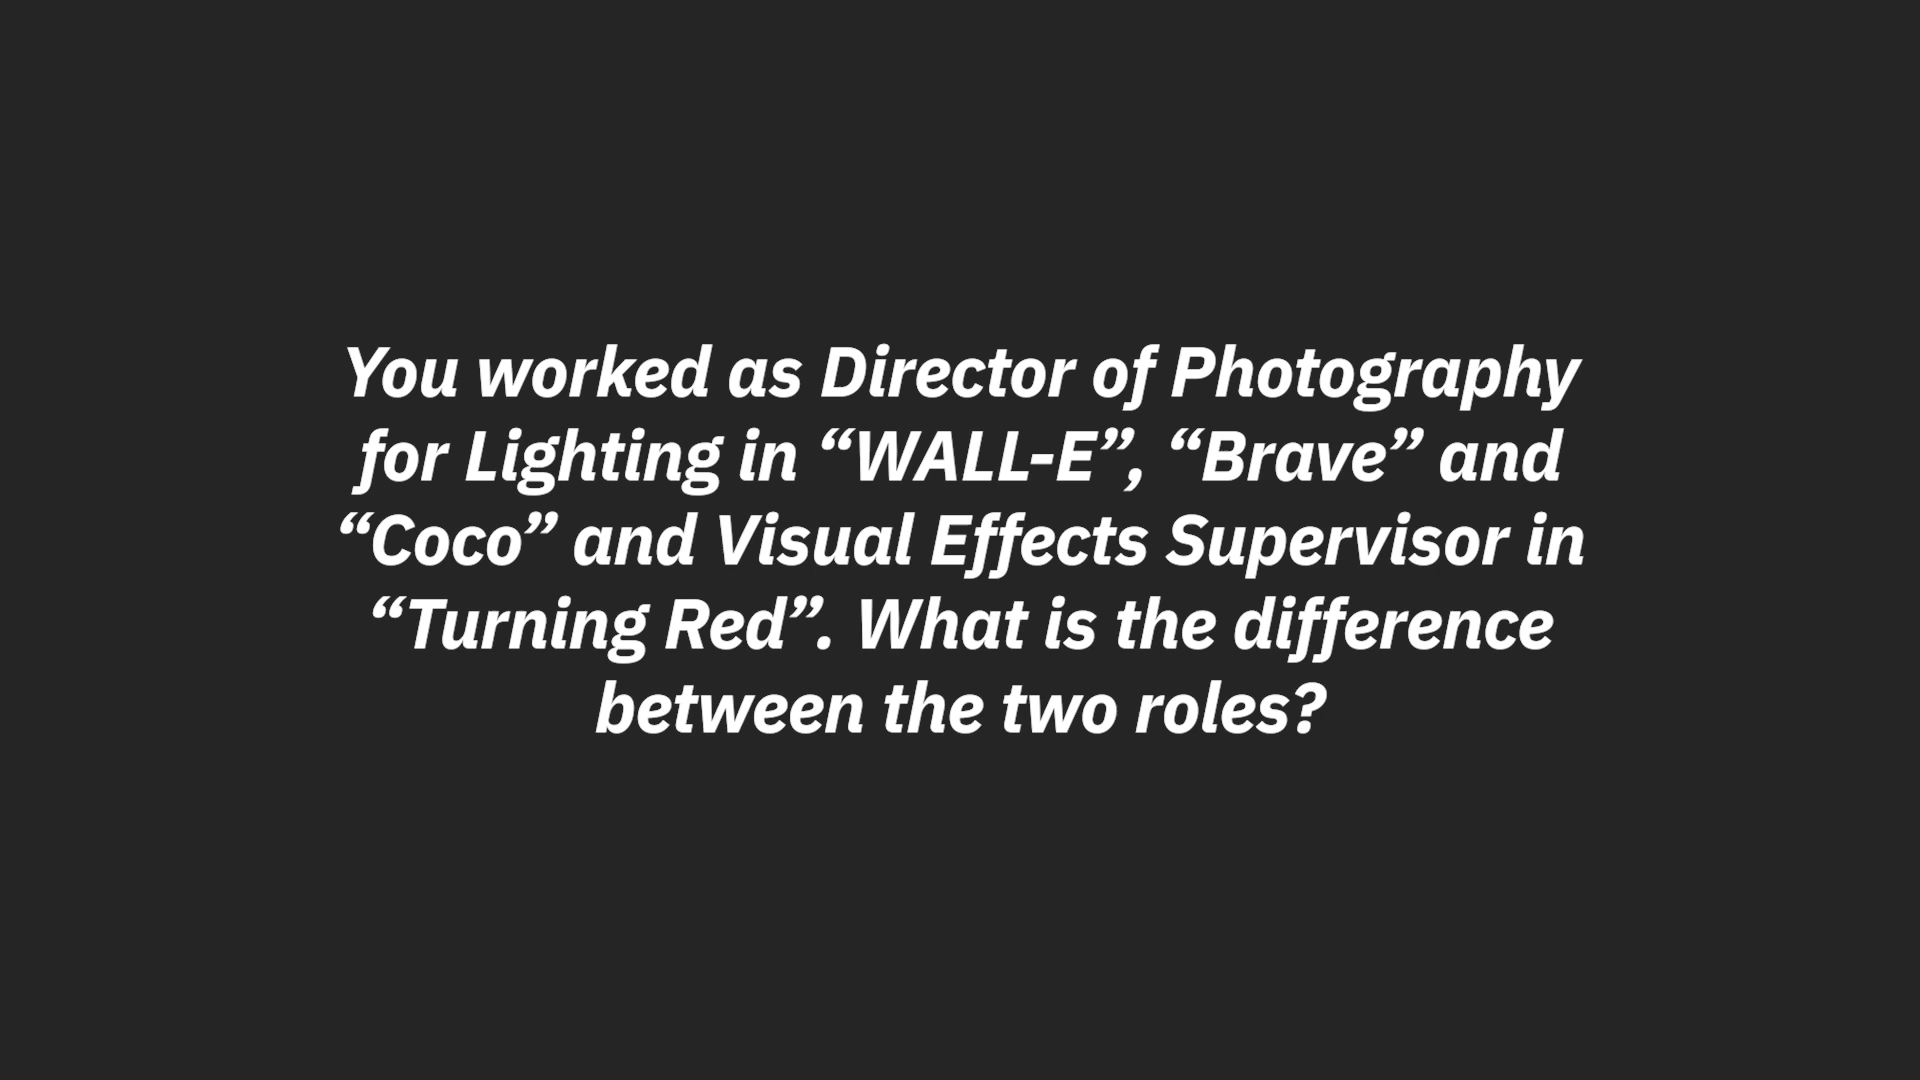 You worked as Director of Photography
for Lighting in “WALL-E”, “Brave” and
“Coco” and Visual Effects Supervisor in
“Turning Red”. What is the difference
between the two roles?